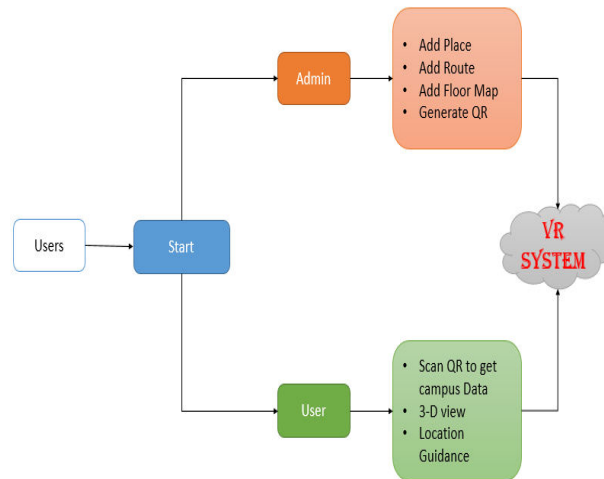 Admin
• Add Place
• Add Route
• Add Floor Map
• Generate QR
Users
Start
VR
SYSTEM
User
• Scan QR to get
campus Data
• 3-D view
• Location
Guidance